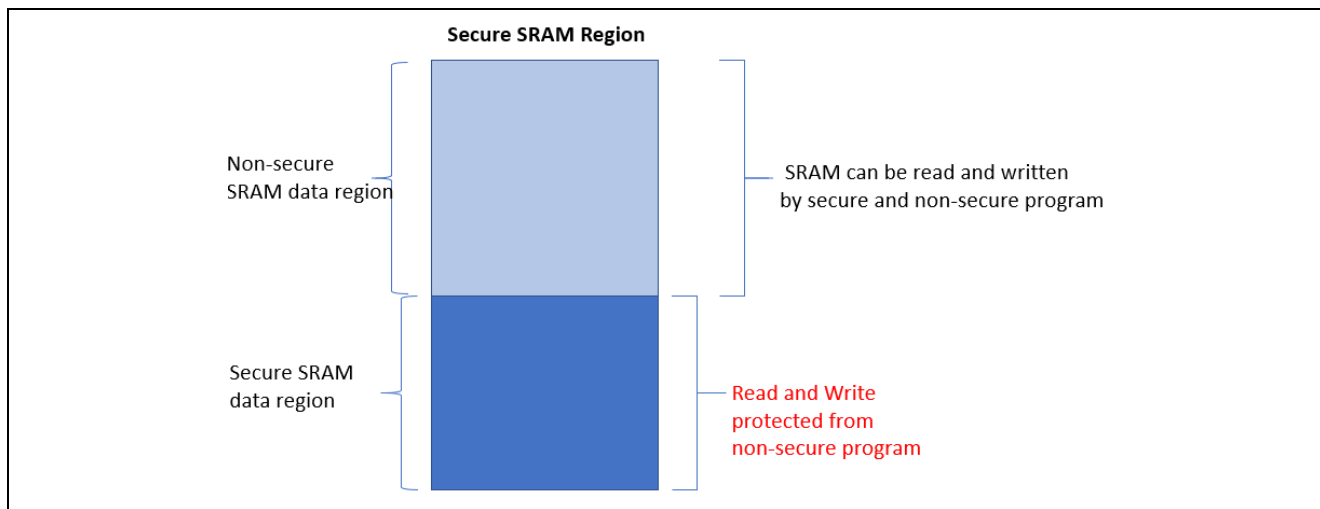 Secure SRAM Region
Non-secure
SRAM data region
SRAM can be read and written
by secure and non-secure program
Secure SRAM
data region
Read and Write
protected from
non-secure program